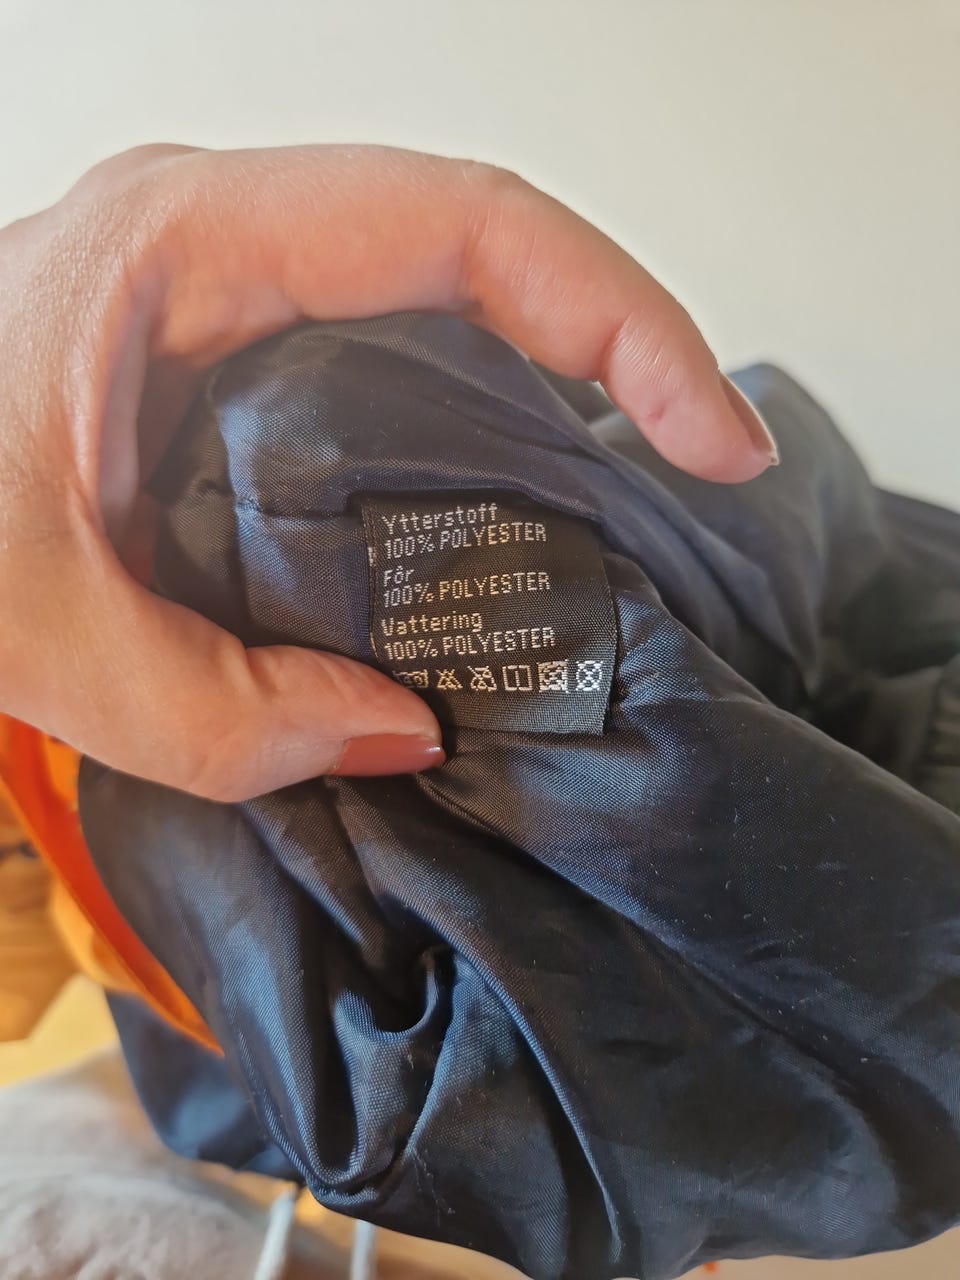 Ytterstoff
100% POLYESTER
Fôr
100% POLYESTER
Vattering
100% POLYESTER